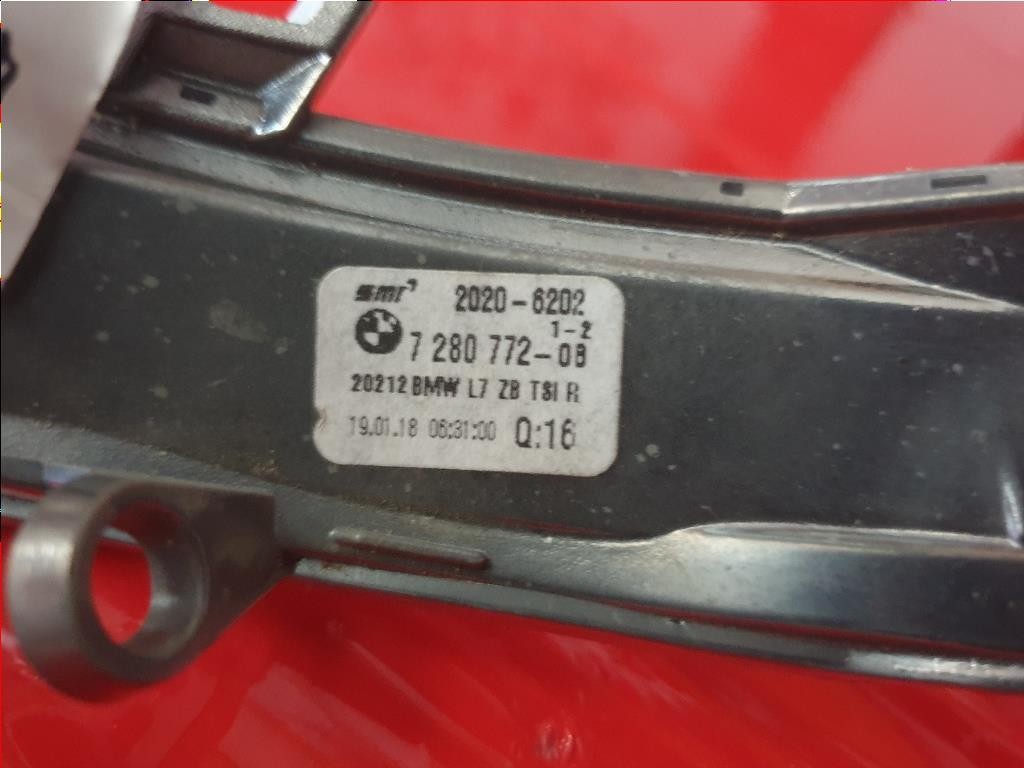 smr 2020-6202
1-2
7 280 772-08
20212 BMW L7 ZB TSI R
19.01.18 06:31:00 Q:16